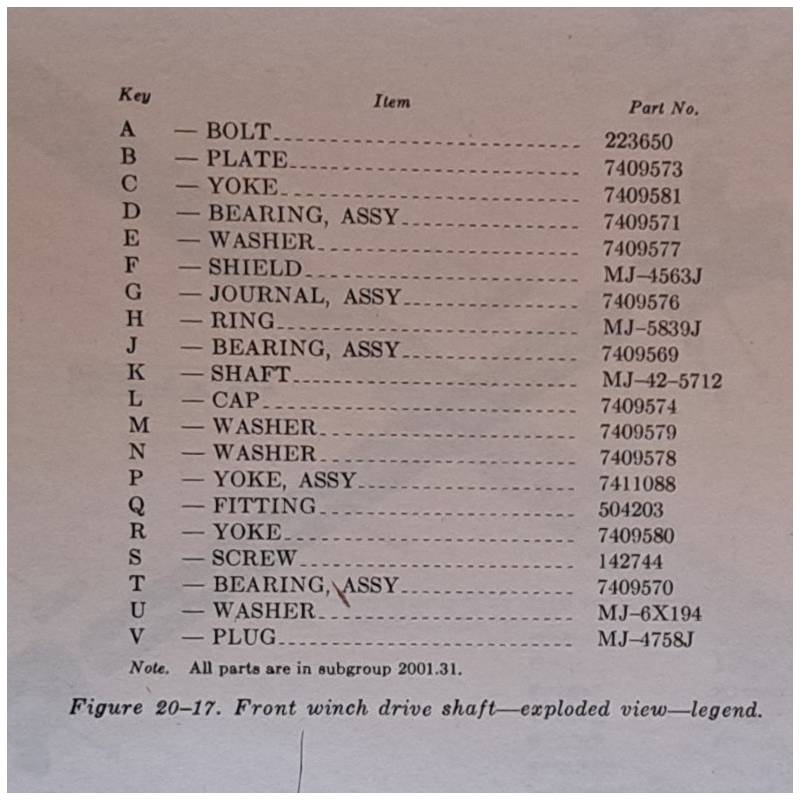 Key Item Part No.
A — BOLT 223650
B — PLATE 7409573
C — YOKE 7409581
D — BEARING, ASSY 7409571
E — WASHER 7409577
F — SHIELD MJ–4563J
G — JOURNAL, ASSY 7409576
H — RING MJ–5839J
J — BEARING, ASSY 7409569
K — SHAFT MJ–42–5712
L — CAP 7409574
M — WASHER 7409579
N — WASHER 7409578
P — YOKE, ASSY 7411088
Q — FITTING 504203
R — YOKE 7409580
S — SCREW 142744
T — BEARING, ASSY 7409570
U — WASHER MJ–6X194
V — PLUG MJ–4758J
Note. All parts are in subgroup 2001.31.
Figure 20–17. Front winch drive shaft—exploded view—legend.